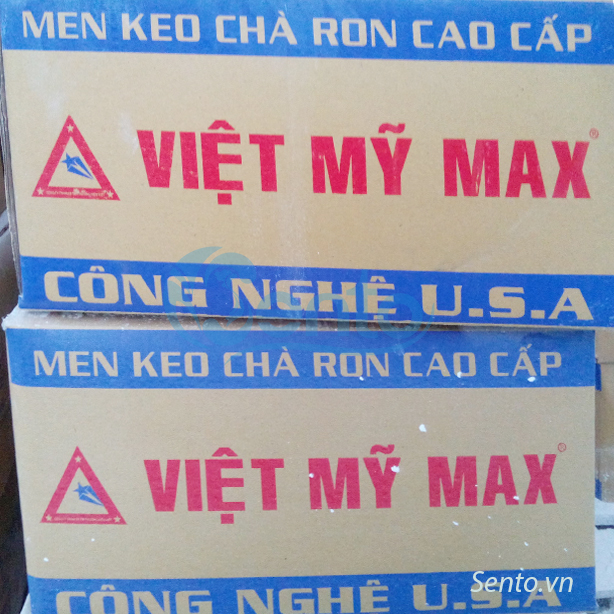 MEN KEO CHÀ RON CAO CẤP
VIỆT MỸ MAX®
CÔNG NGHỆ U.S.A
MEN KEO CHÀ RON CAO CẤP
VIỆT MỸ MAX®
CÔNG NGHỆ U.S.A
Sento.vn